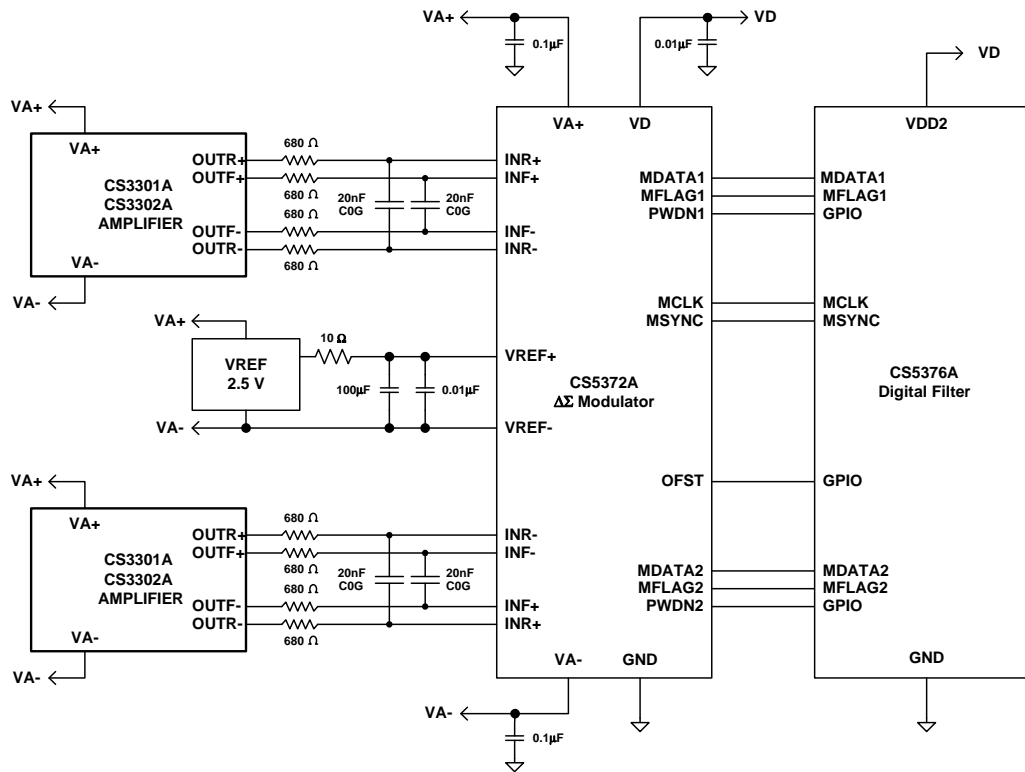 VA+
0.1µF
0.01µF
VD
VD
VA+
VA+
CS3301A
CS3302A
AMPLIFIER
VA-
VA-
OUTR+
OUTF+
OUTF-
OUTR-
680 Ω
680 Ω
680 Ω
680 Ω
20nF
C0G
20nF
C0G
VA+
VREF
2.5 V
VA-
10 Ω
100µF
0.01µF
VA+
VA+
CS3301A
CS3302A
AMPLIFIER
VA-
VA-
OUTR+
OUTF+
OUTF-
OUTR-
680 Ω
680 Ω
680 Ω
680 Ω
20nF
C0G
20nF
C0G
VA+
VD
INR+
INF+
INF-
INR-
VREF+
VREF-
INR-
INF-
INF+
INR+
CS5372A
ΔΣ Modulator
MDATA1
MFLAG1
PWDN1
MCLK
MSYNC
OFST
MDATA2
MFLAG2
PWDN2
VA-
GND
VA-
0.1µF
VDD2
MDATA1
MFLAG1
GPIO
MCLK
MSYNC
CS5376A
Digital Filter
GPIO
MDATA2
MFLAG2
GPIO
GND